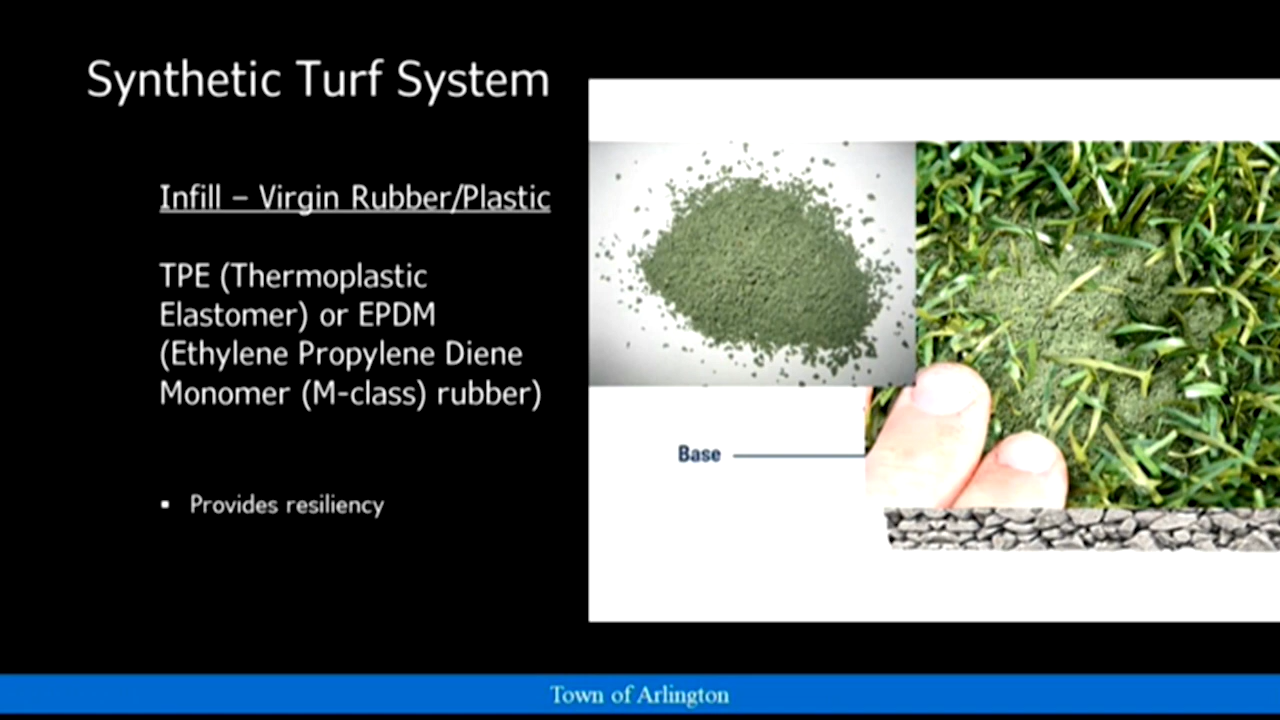 Synthetic Turf System
Infill – Virgin Rubber/Plastic
TPE (Thermoplastic
Elastomer) or EPDM
(Ethylene Propylene Diene
Monomer (M-class) rubber)
▪ Provides resiliency
Base
Town of Arlington